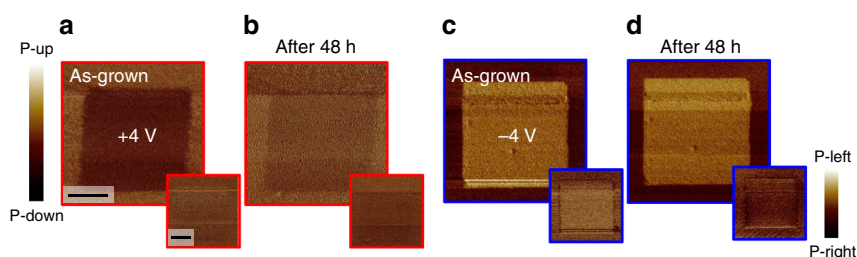 a
b
c
d
P-up
As-grown
After 48 h
As-grown
After 48 h
+4 V
–4 V
P-left
P-down
P-right